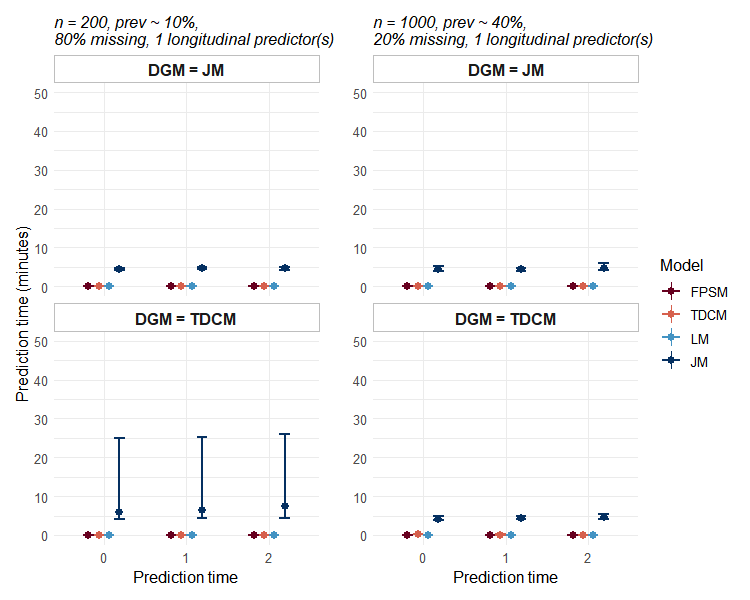 n = 200, prev ~ 10%,
80% missing, 1 longitudinal predictor(s)
n = 1000, prev ~ 40%,
20% missing, 1 longitudinal predictor(s)
DGM = JM
DGM = JM
50
40
30
20
10
0
50
40
30
20
10
0
DGM = TDCM
DGM = TDCM
50
40
30
20
10
0
50
40
30
20
10
0
0
1
2
0
1
2
Prediction time
Prediction time
Prediction time (minutes)
Model
FPSM
TDCM
LM
JM